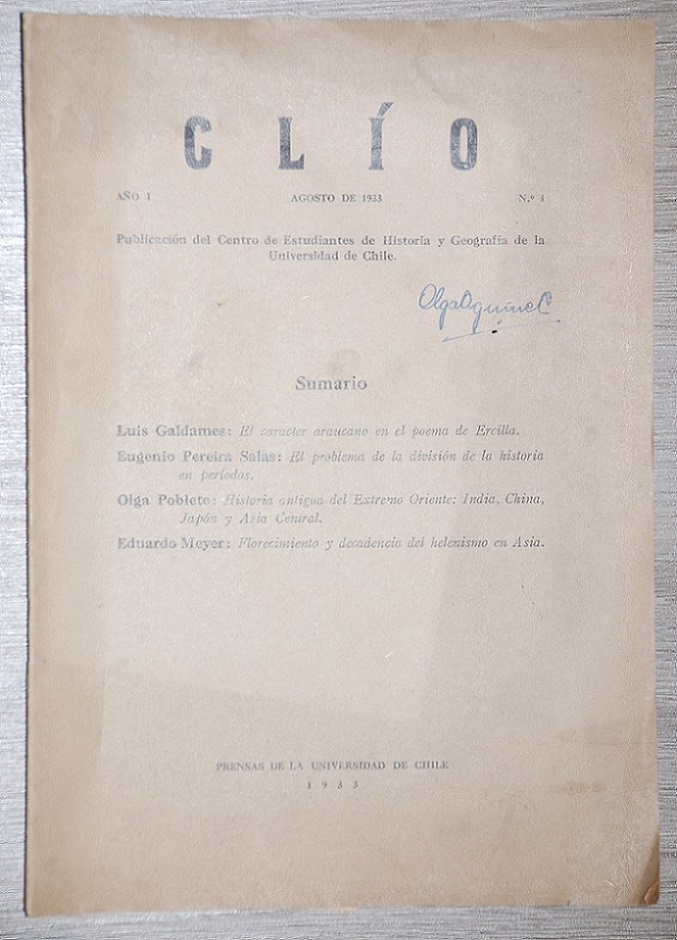 CLÍO
AÑO I AGOSTO DE 1933 N.º 1
Publicación del Centro de Estudiantes de Historia y Geografía de la
Universidad de Chile.
Olga
Sumario
Luis Galdames: El carácter araucano en el poema de Ercilla.
Eugenio Pereira Salas: El problema de la división de la historia
en períodos.
Olga Poblete: Historia antigua del Extremo Oriente: India, China,
Japón y Asia Central.
Eduardo Meyer: Florecimiento y decadencia del helenismo en Asia.
PRENSAS DE LA UNIVERSIDAD DE CHILE
1933